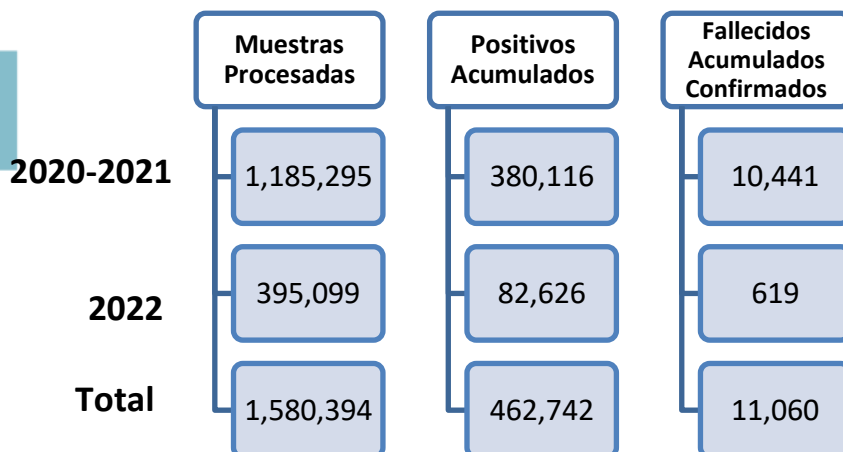 Muestras
Procesadas
Positivos
Acumulados
Fallecidos
Acumulados
Confirmados
2020-2021
1,185,295
380,116
10,441
2022
395,099
82,626
619
Total
1,580,394
462,742
11,060